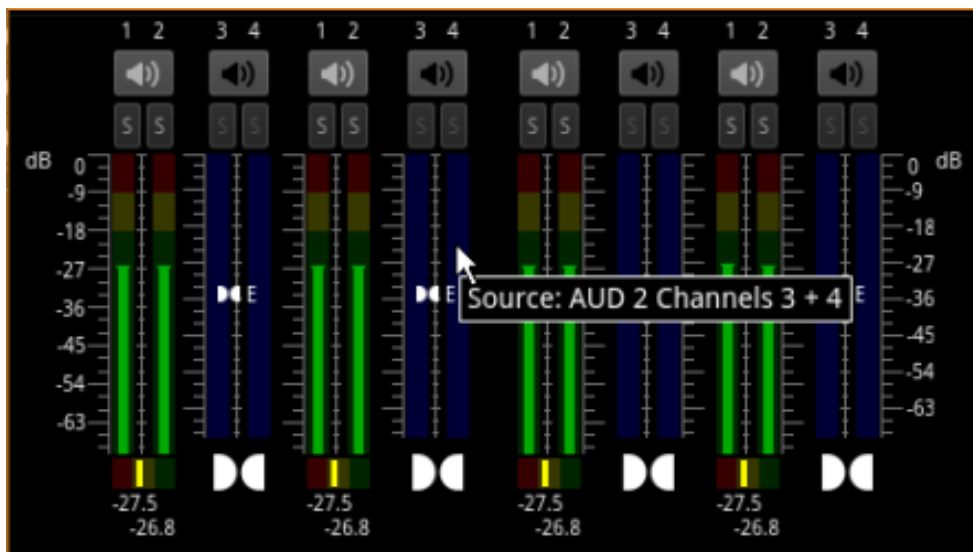 1 2 3 4 1 2 3 4 1 2 3 4 1 2 3 4
S S S S S S S S S S S S S S S S
dB 0 0 dB
-9 -9
-18 -18
-27 -27
E E Source: AUD 2 Channels 3 + 4 E
-36 -36
-45 -45
-54 -54
-63 -63
-27.5 -27.5 -27.5 -27.5
-26.8 -26.8 -26.8 -26.8